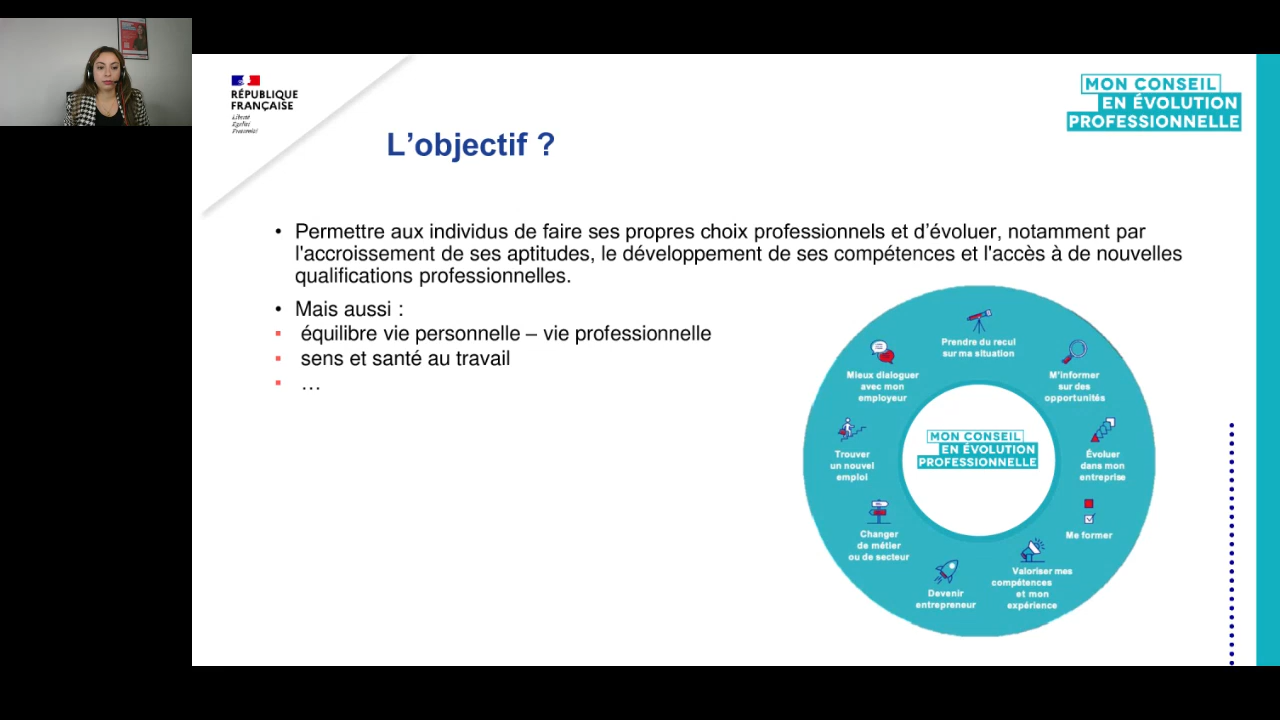 RÉPUBLIQUE
FRANÇAISE
Liberté
Égalité
Fraternité
MON CONSEIL
EN ÉVOLUTION
PROFESSIONNELLE
L'objectif ?
• Permettre aux individus de faire ses propres choix professionnels et d'évoluer, notamment par
l'accroissement de ses aptitudes, le développement de ses compétences et l'accès à de nouvelles
qualifications professionnelles.
• Mais aussi :
▪ équilibre vie personnelle – vie professionnelle
▪ sens et santé au travail
▪ …
Prendre du recul
sur ma situation
M'informer
sur des
opportunités
Évoluer
dans mon
entreprise
Me former
Valoriser mes
compétences
et mon
expérience
Devenir
entrepreneur
Changer
de métier
ou de secteur
Trouver
un nouvel
emploi
Mieux dialoguer
avec mon
employeur
MON CONSEIL
EN ÉVOLUTION
PROFESSIONNELLE